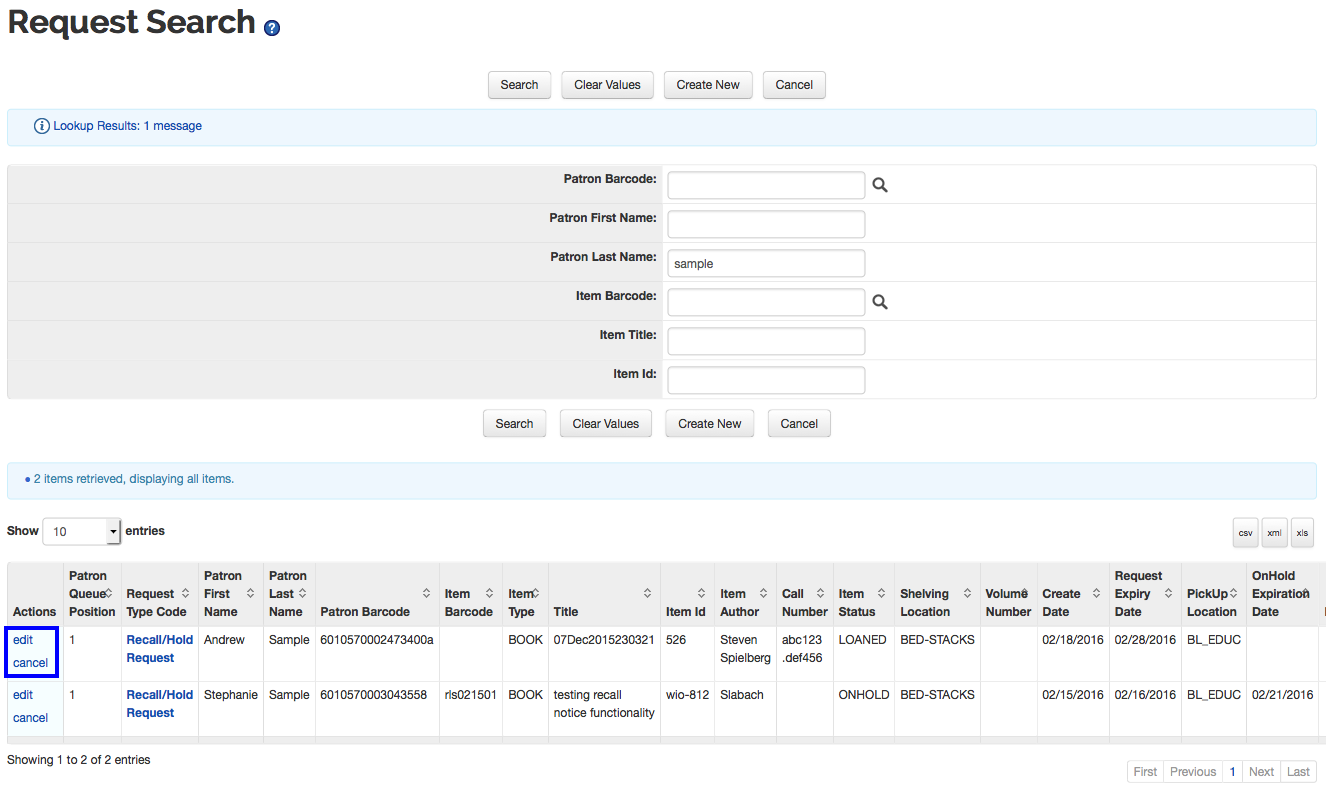 Request Search ?
Search Clear Values Create New Cancel
Lookup Results: 1 message
Patron Barcode:
Patron First Name:
Patron Last Name: sample
Item Barcode:
Item Title:
Item Id:
Search Clear Values Create New Cancel
• 2 items retrieved, displaying all items.
Show 10 entries csv xml xls
Actions Patron Queue Position Request Type Code Patron First Name Patron Last Name Patron Barcode Item Barcode Item Type Title Item Id Item Author Call Number Item Status Shelving Location Volume Number Create Date Request Expiry Date PickUp Location OnHold Expiration Date
edit 1 Recall/Hold Andrew Sample 6010570002473400a BOOK 07Dec2015230321 526 Steven abc123 LOANED BED-STACKS 02/18/2016 02/28/2016 BL_EDUC
cancel Request Spielberg .def456
edit 1 Recall/Hold Stephanie Sample 6010570003043558 rls021501 BOOK testing recall wio-812 Slabach ONHOLD BED-STACKS 02/15/2016 02/16/2016 BL_EDUC 02/21/2016
cancel Request notice functionality
Showing 1 to 2 of 2 entries
First Previous 1 Next Last